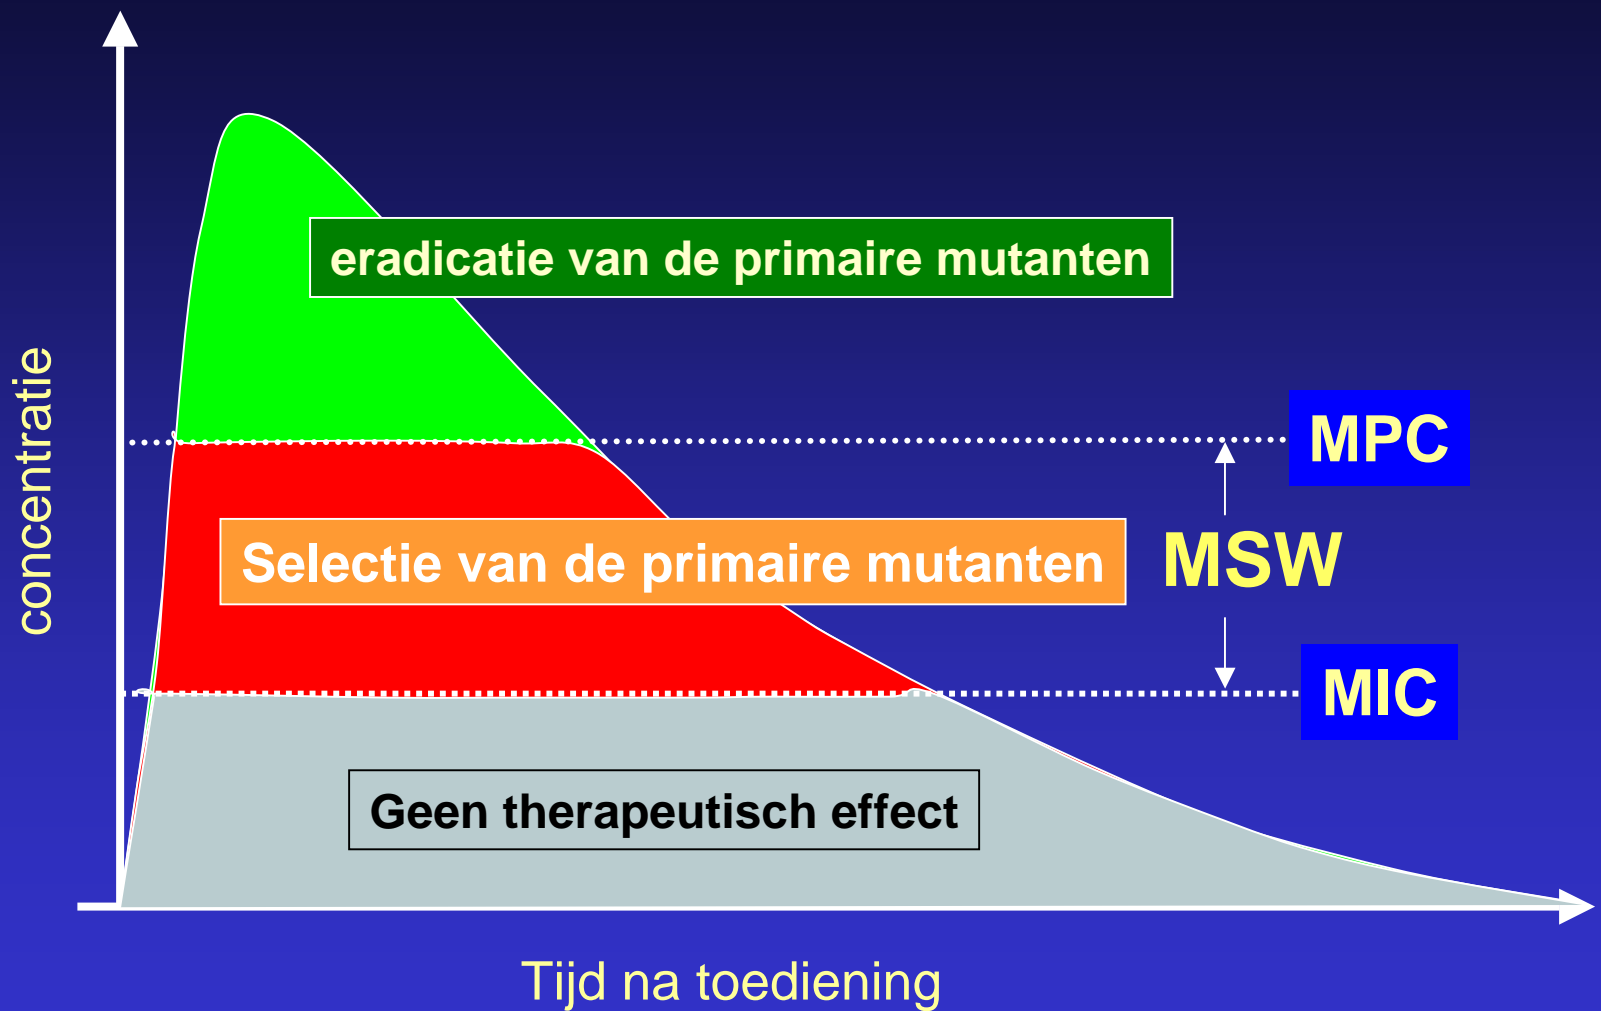 eradicatie van de primaire mutanten
concentratie
MPC
Selectie van de primaire mutanten
MSW
MIC
Geen therapeutisch effect
Tijd na toediening